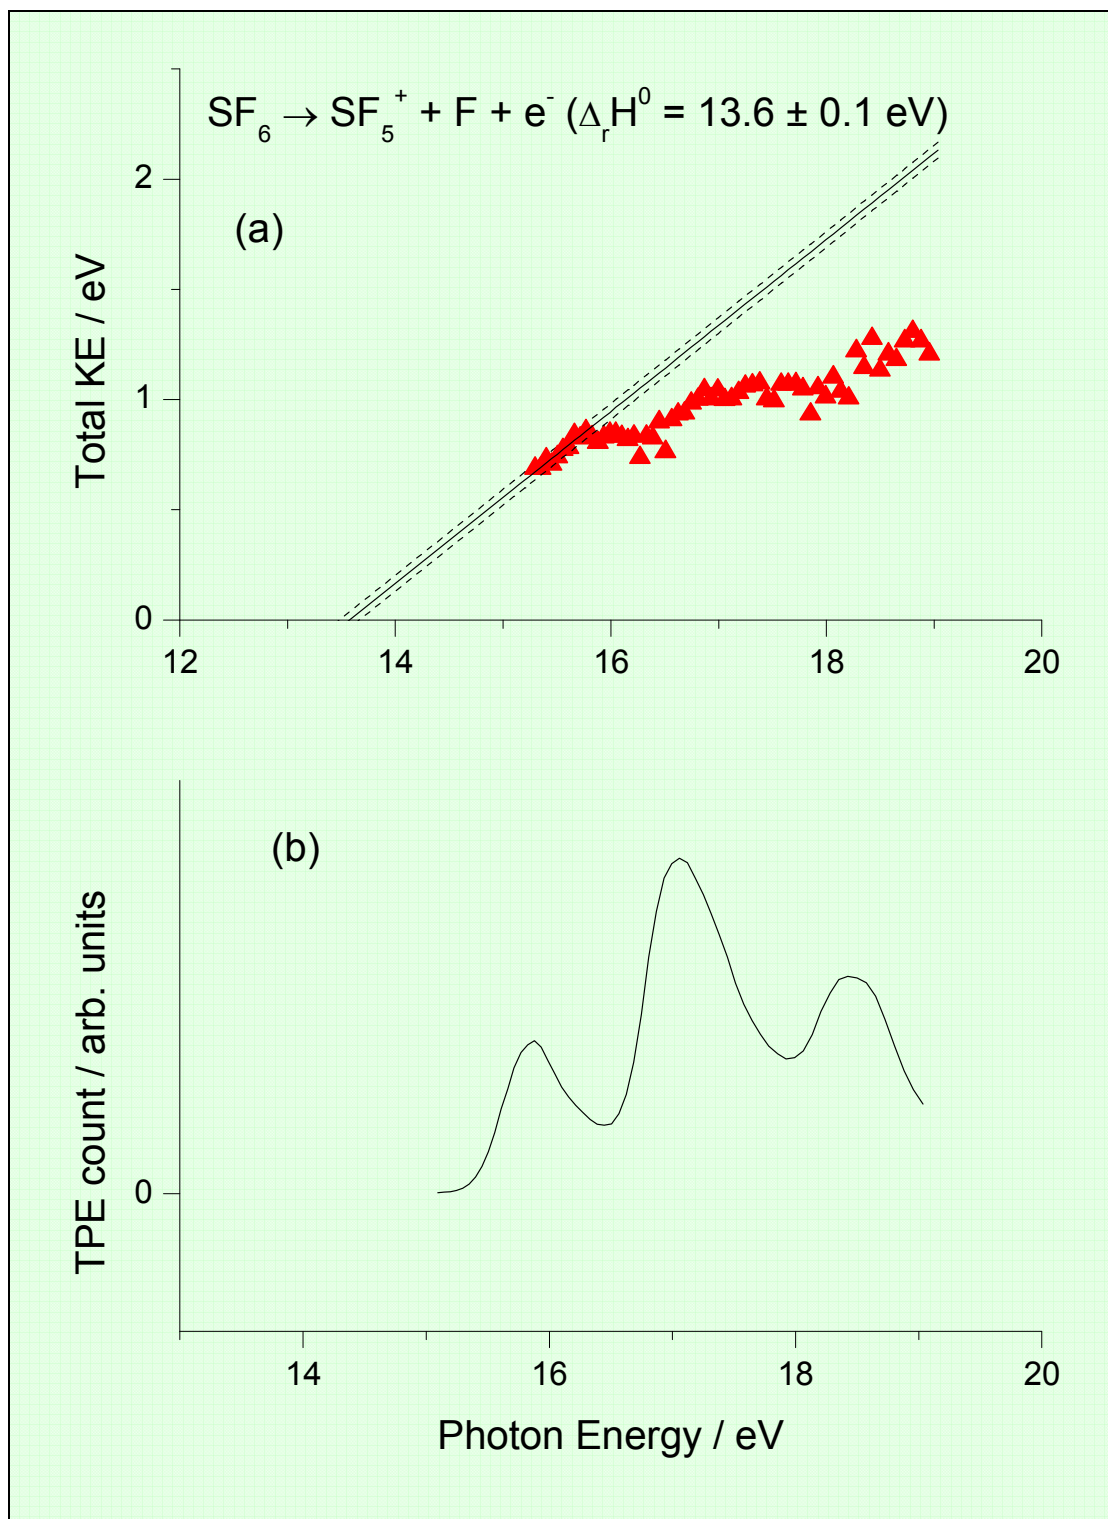 SF₆ → SF₅⁺ + F + e⁻ (ΔᵣH⁰ = 13.6 ± 0.1 eV)
2
(a)
Total KE / eV
1
0
12 14 16 18 20
(b)
TPE count / arb. units
0
14 16 18 20
Photon Energy / eV